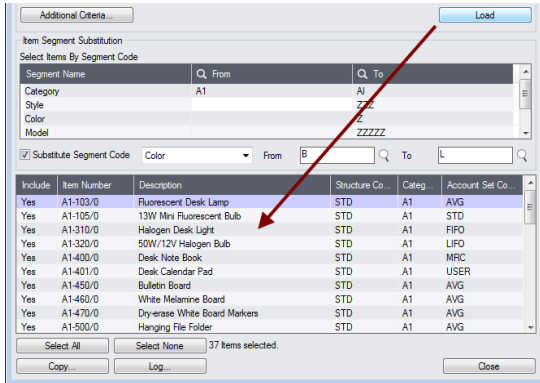 Additional Criteria... Load
Item Segment Substitution
Select Items By Segment Code
Segment Name From To
Category A1 AI
Style ZZZ
Color Z
Model ZZZZZ
Substitute Segment Code Color From B To L
Include Item Number Description Structure Co... Categ... Account Set Co...
Yes A1-103/0 Fluorescent Desk Lamp STD A1 AVG
Yes A1-105/0 13W Mini Fluorescent Bulb STD A1 STD
Yes A1-310/0 Halogen Desk Light STD A1 FIFO
Yes A1-320/0 50W/12V Halogen Bulb STD A1 LIFO
Yes A1-400/0 Desk Note Book STD A1 MRC
Yes A1-401/0 Desk Calendar Pad STD A1 USER
Yes A1-450/0 Bulletin Board STD A1 AVG
Yes A1-460/0 White Melamine Board STD A1 AVG
Yes A1-470/0 Dry-erase White Board Markers STD A1 AVG
Yes A1-500/0 Hanging File Folder STD A1 AVG
Select All Select None 37 Items selected.
Copy... Log... Close